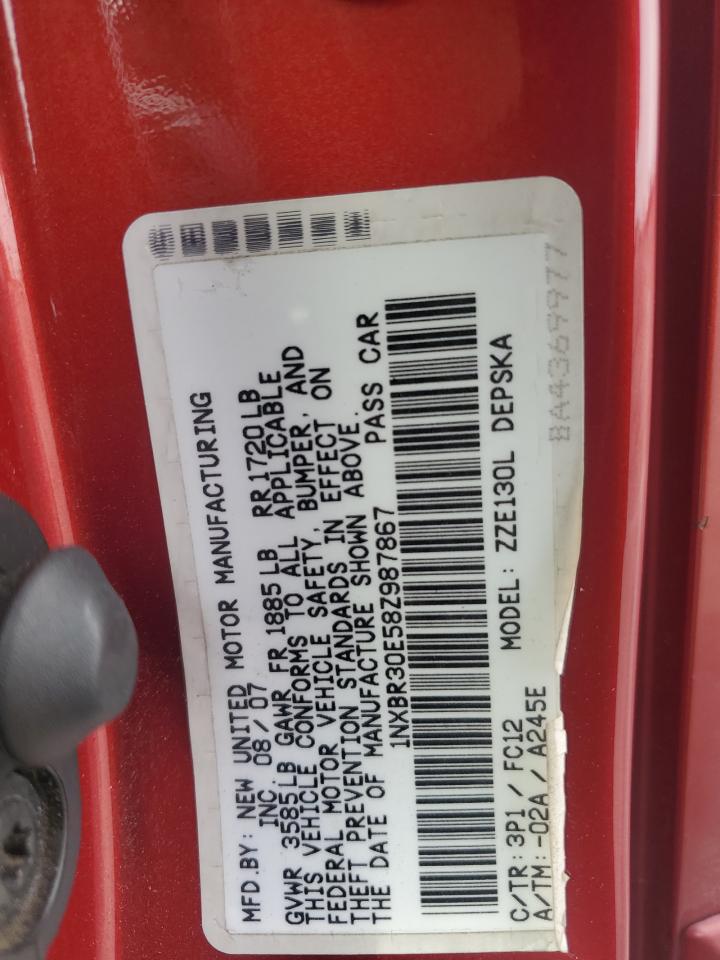 MFD.BY: NEW UNITED MOTOR MANUFACTURING
INC. 08/07
GVWR 3585LB GAWR FR 1885LB RR1720LB
THIS VEHICLE CONFORMS TO ALL APPLICABLE
FEDERAL MOTOR VEHICLE SAFETY, BUMPER, AND
THEFT PREVENTION STANDARDS IN EFFECT ON
THE DATE OF MANUFACTURE SHOWN ABOVE.
1NXBR30E58Z987867 PASS CAR
MODEL: ZZE130L DEPSKA
C/TR: 3P1 / FC12
A/TM: -02A / A245E
BA4369977